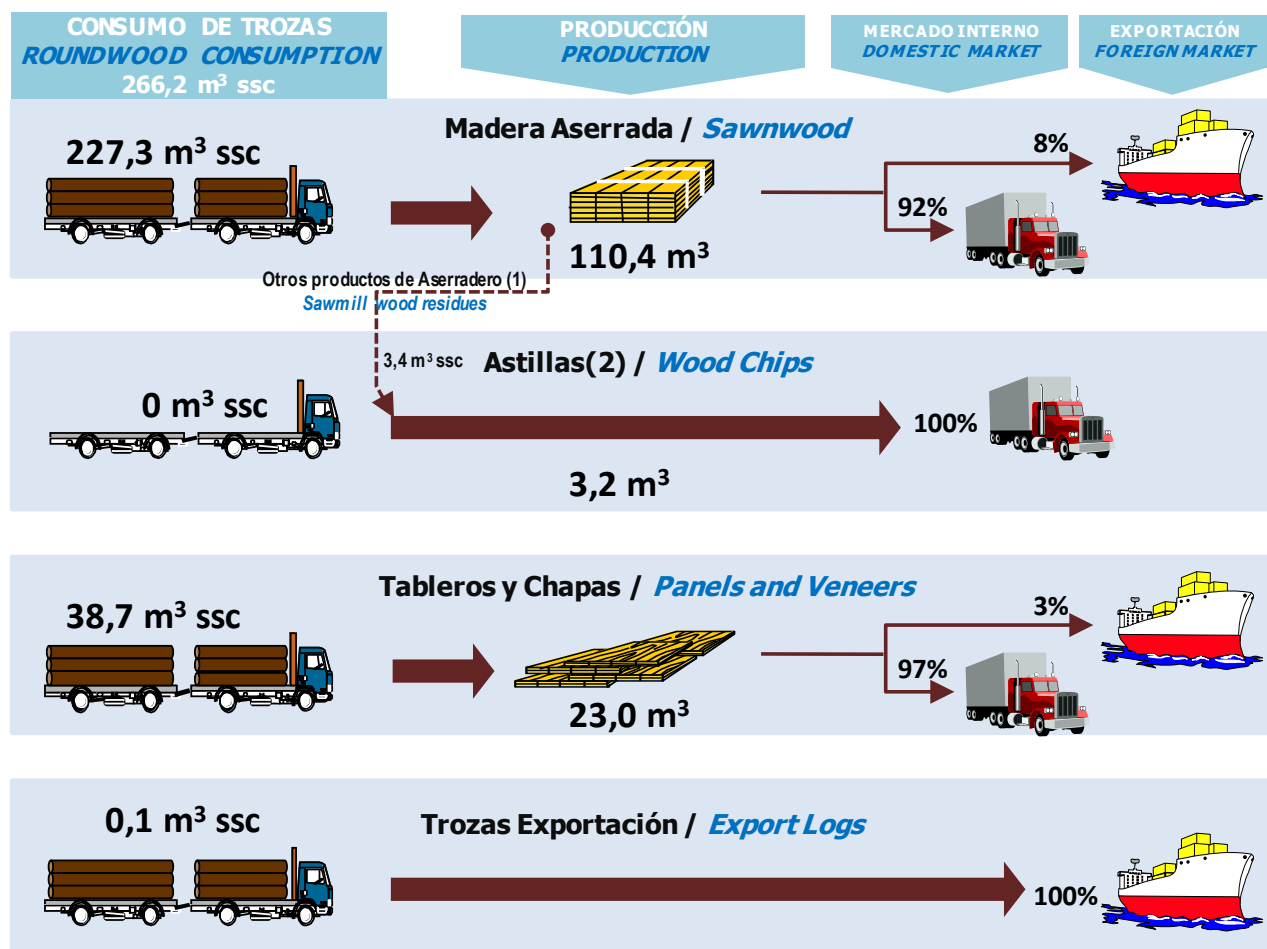 CONSUMO DE TROZAS
ROUNDWOOD CONSUMPTION
266,2 m³ ssc
PRODUCCIÓN
PRODUCTION
MERCADO INTERNO
DOMESTIC MARKET
EXPORTACIÓN
FOREIGN MARKET
Madera Aserrada / Sawnwood
227,3 m³ ssc
8%
92%
110,4 m³
Otros productos de Aserradero (1)
Sawmill wood residues
3,4 m³ ssc
Astillas(2) / Wood Chips
0 m³ ssc
100%
3,2 m³
Tableros y Chapas / Panels and Veneers
38,7 m³ ssc
3%
97%
23,0 m³
Trozas Exportación / Export Logs
0,1 m³ ssc
100%